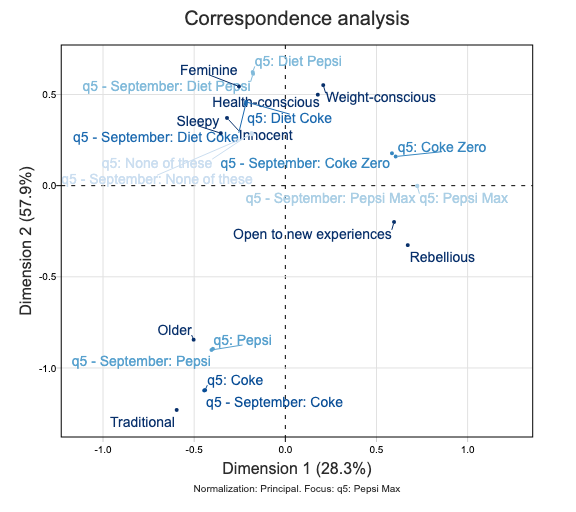 Correspondence analysis
q5: Diet Pepsi
Feminine
q5 - September: Diet Pepsi
0.5
Health-conscious
Weight-conscious
Sleepy
q5: Diet Coke
q5 - September: Diet Coke
Innocent
q5: Coke Zero
q5: None of these
q5 - September: Coke Zero
q5 - September: None of these
0.0
q5 - September: Pepsi Max
q5: Pepsi Max
Open to new experiences
Rebellious
-0.5
Older
q5: Pepsi
q5 - September: Pepsi
-1.0
q5: Coke
q5 - September: Coke
Traditional
Dimension 2 (57.9%)
-1.0 -0.5 0.0 0.5 1.0
Dimension 1 (28.3%)
Normalization: Principal. Focus: q5: Pepsi Max